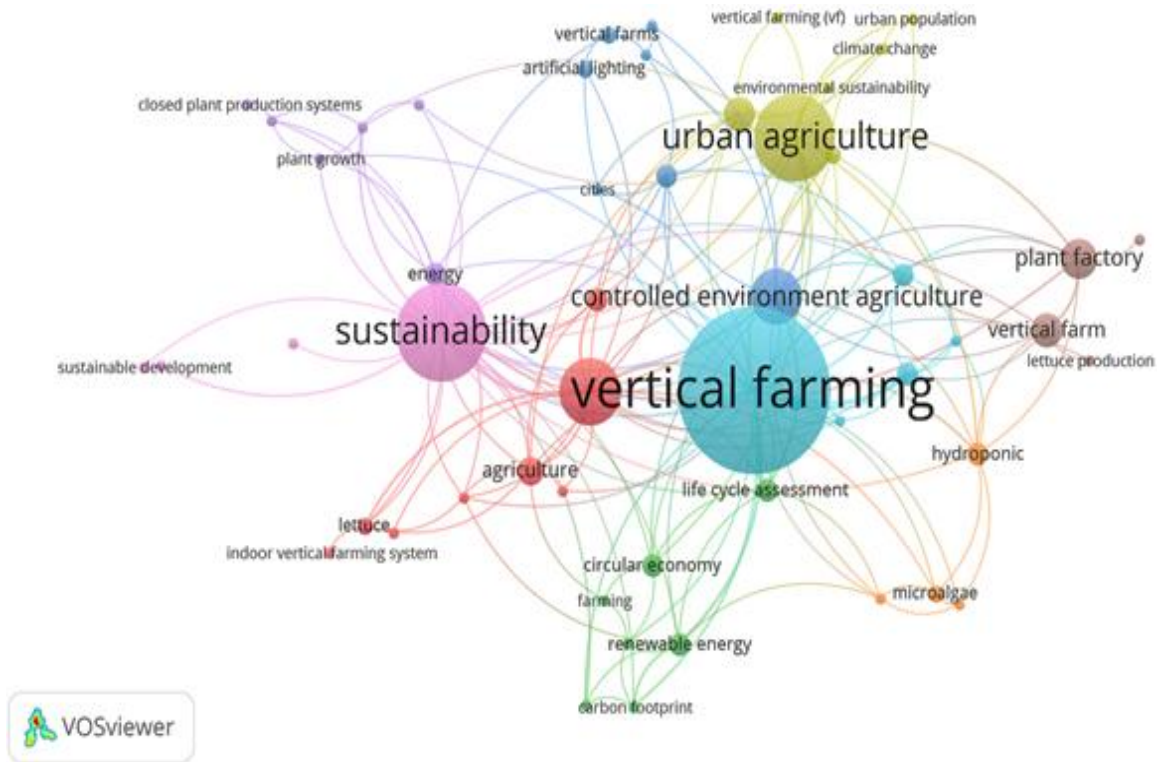 vertical farming (vf)
urban population
vertical farms
climate change
artificial lighting
environmental sustainability
closed plant production systems
urban agriculture
plant growth
cities
plant factory
energy
controlled environment agriculture
sustainability
vertical farm
lettuce production
sustainable development
vertical farming
hydroponic
agriculture
life cycle assessment
lettuce
indoor vertical farming system
circular economy
microalgae
farming
renewable energy
carbon footprint
VOSviewer